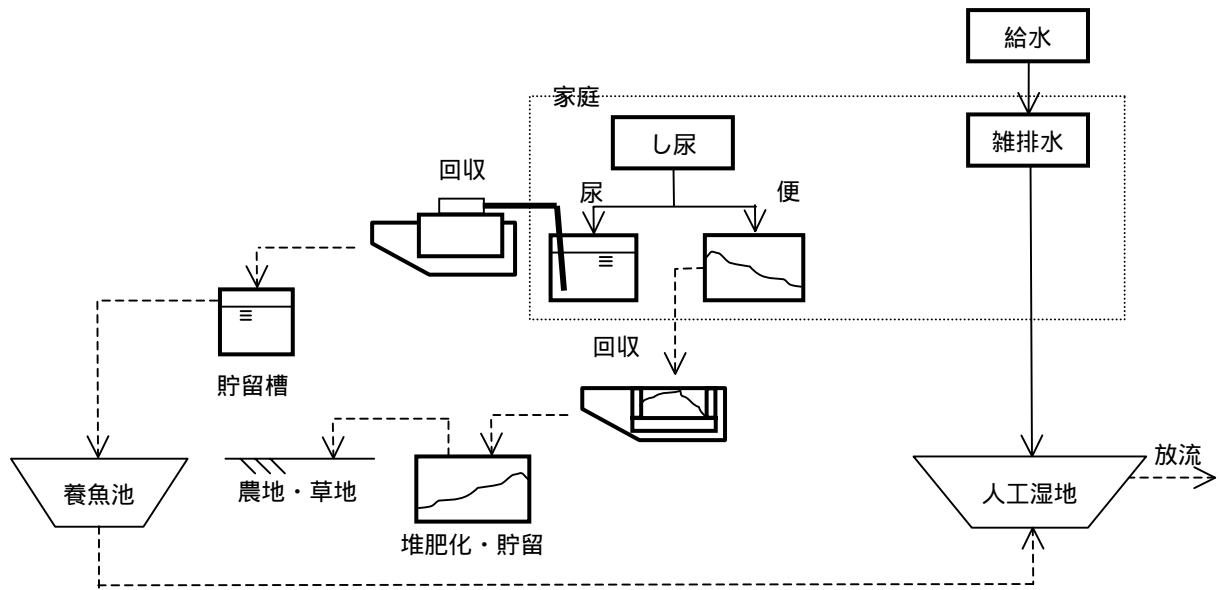 給水
家庭
雑排水
し尿
回収
尿
便
回収
貯留槽
放流
養魚池
農地・草地
人工湿地
堆肥化・貯留